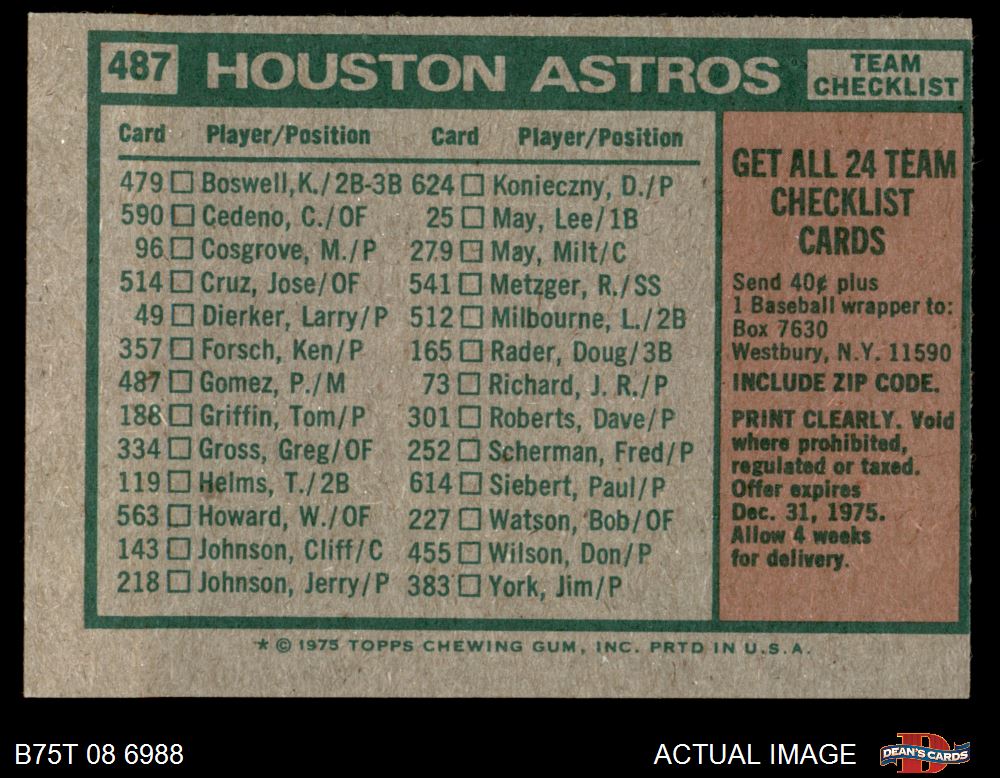 487 HOUSTON ASTROS TEAM CHECKLIST
Card Player/Position Card Player/Position
479 □ Boswell,K./2B-3B 624 □ Konieczny, D./P
590 □ Cedeno, C./OF 25 □ May, Lee/1B
96 □ Cosgrove, M./P 279 □ May, Milt/C
514 □ Cruz, Jose/OF 541 □ Metzger, R./SS
49 □ Dierker, Larry/P 512 □ Milbourne, L./2B
357 □ Forsch, Ken/P 165 □ Rader, Doug/3B
487 □ Gomez, P./M 73 □ Richard, J. R./P
188 □ Griffin, Tom/P 301 □ Roberts, Dave/P
334 □ Gross, Greg/OF 252 □ Scherman, Fred/P
119 □ Helms, T./2B 614 □ Siebert, Paul/P
563 □ Howard, W./OF 227 □ Watson, Bob/OF
143 □ Johnson, Cliff/C 455 □ Wilson, Don/P
218 □ Johnson, Jerry/P 383 □ York, Jim/P
GET ALL 24 TEAM
CHECKLIST
CARDS
Send 40¢ plus
1 Baseball wrapper to:
Box 7630
Westbury, N.Y. 11590
INCLUDE ZIP CODE.
PRINT CLEARLY. Void
where prohibited,
regulated or taxed.
Offer expires
Dec. 31, 1975.
Allow 4 weeks
for delivery.
* © 1975 TOPPS CHEWING GUM, INC. PRTD IN U.S.A.
B75T 08 6988
ACTUAL IMAGE
DEAN'S CARDS